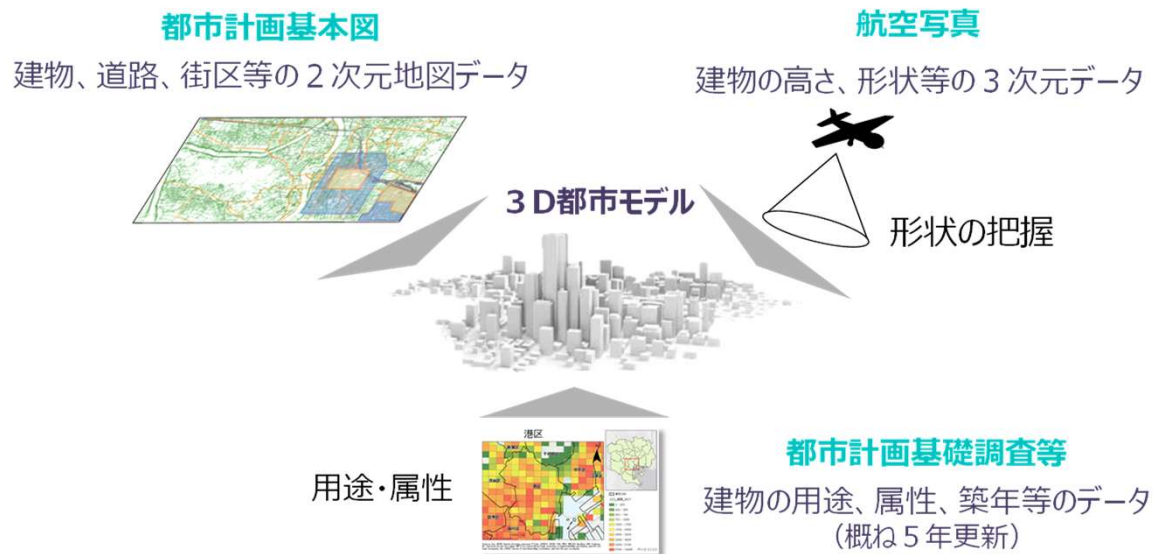 都市計画基本図
建物、道路、街区等の２次元地図データ
航空写真
建物の高さ、形状等の３次元データ
３D都市モデル
形状の把握
用途・属性
港区
都市計画基礎調査等
建物の用途、属性、築年等のデータ
（概ね５年更新）